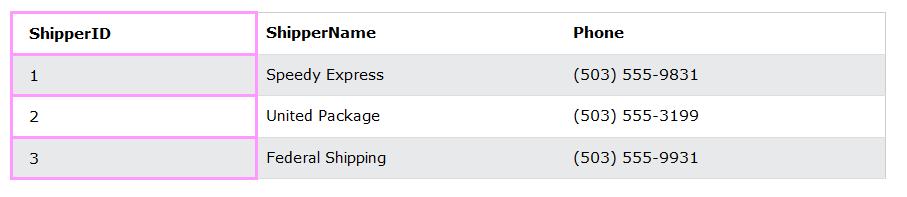 ShipperID ShipperName Phone
1 Speedy Express (503) 555-9831
2 United Package (503) 555-3199
3 Federal Shipping (503) 555-9931